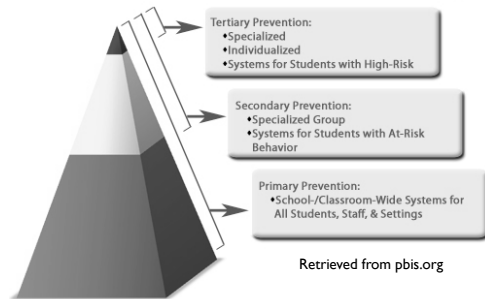 Tertiary Prevention:
♦Specialized
♦Individualized
♦Systems for Students with High-Risk
Secondary Prevention:
♦Specialized Group
♦Systems for Students with At-Risk
Behavior
Primary Prevention:
♦School-/Classroom-Wide Systems for
All Students, Staff, & Settings
Retrieved from pbis.org